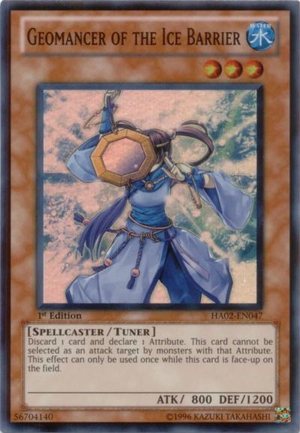 GEOMANCER OF THE ICE BARRIER
WATER
水
1st Edition
HA02-EN047
[SPELLCASTER / TUNER]
Discard 1 card and declare 1 Attribute. This card cannot be
selected as an attack target by monsters with that Attribute.
This effect can only be used once while this card is face-up on
the field.
ATK/ 800 DEF/1200
56704140
©1996 KAZUKI TAKAHASHI